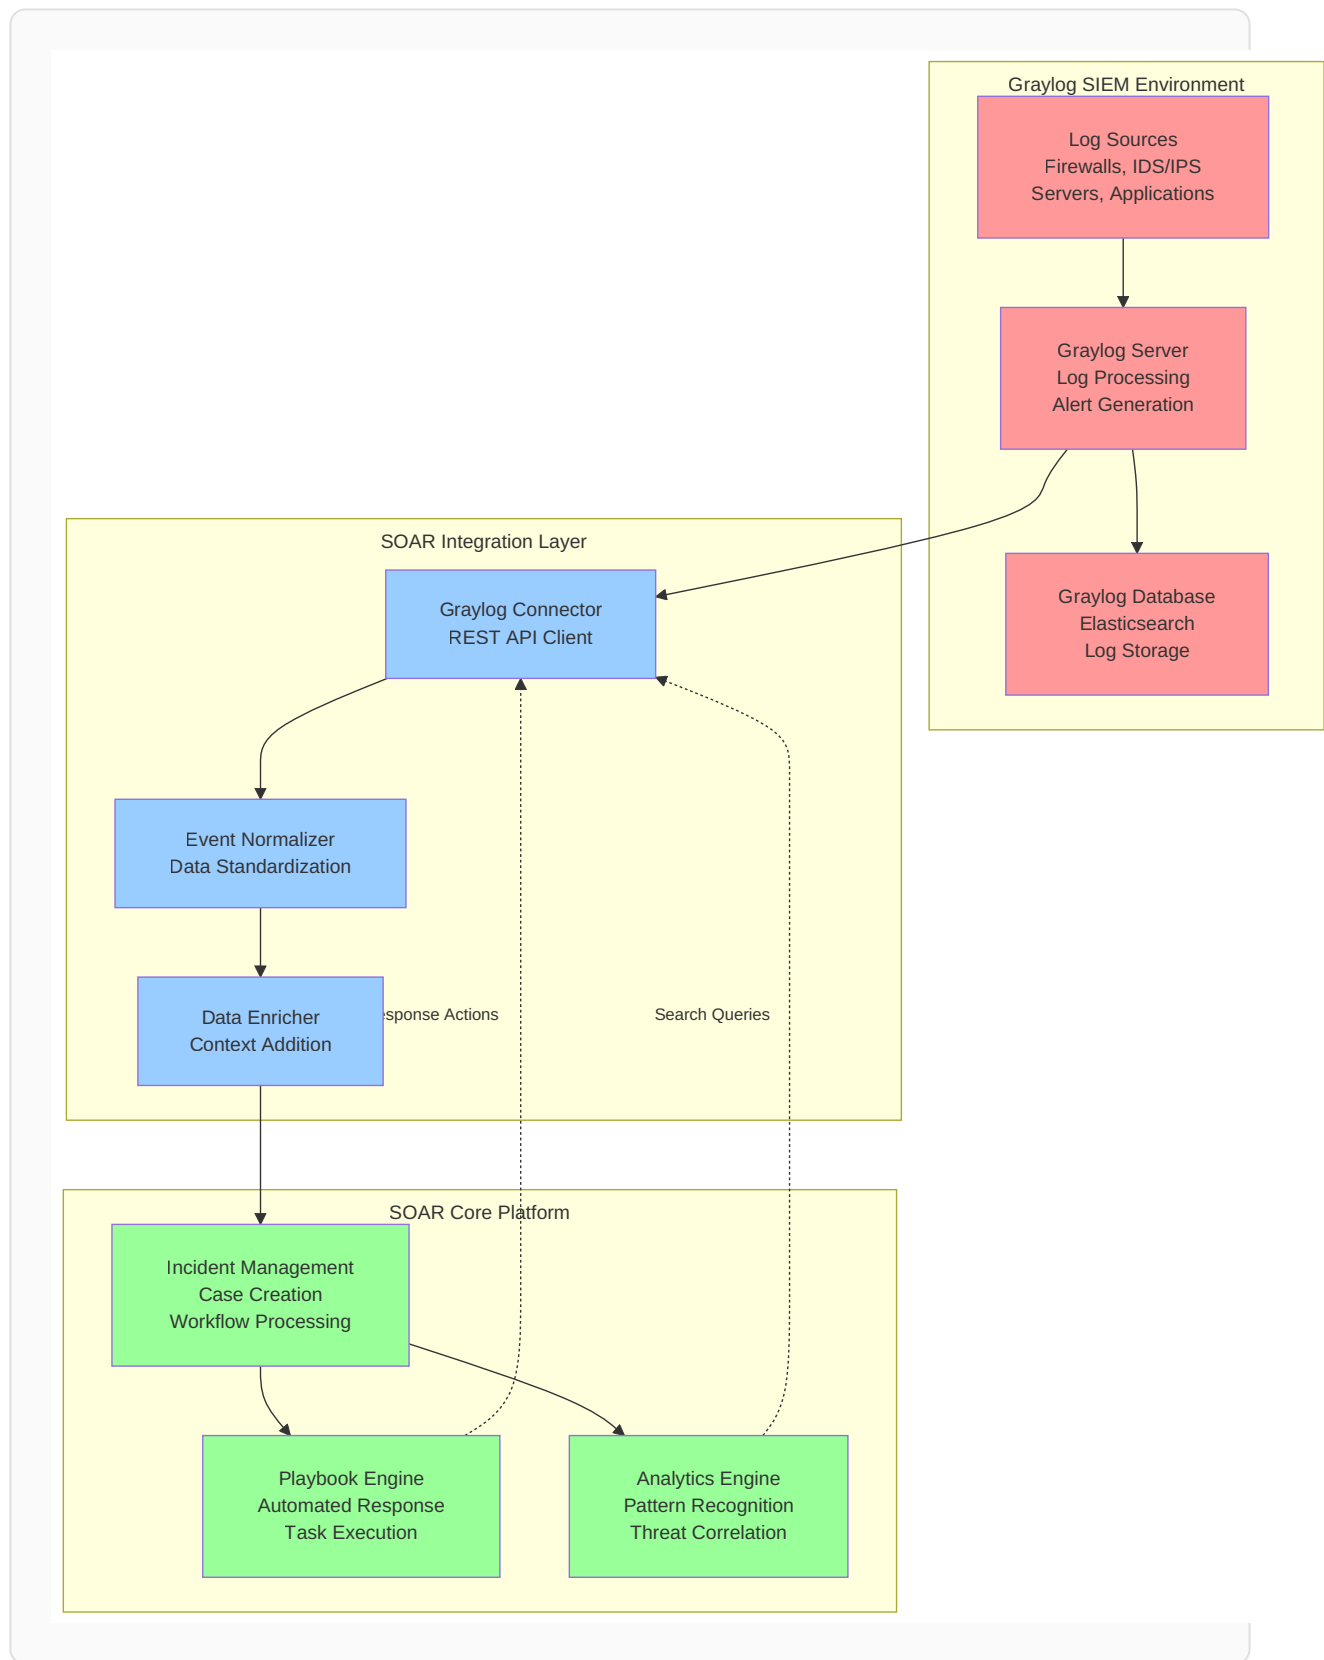 Graylog SIEM Environment
Log Sources
Firewalls, IDS/IPS
Servers, Applications
Graylog Server
Log Processing
Alert Generation
Graylog Database
Elasticsearch
Log Storage
SOAR Integration Layer
Graylog Connector
REST API Client
Event Normalizer
Data Standardization
Data Enricher
Context Addition
Actions
Search Queries
SOAR Core Platform
Incident Management
Case Creation
Workflow Processing
Playbook Engine
Automated Response
Task Execution
Analytics Engine
Pattern Recognition
Threat Correlation